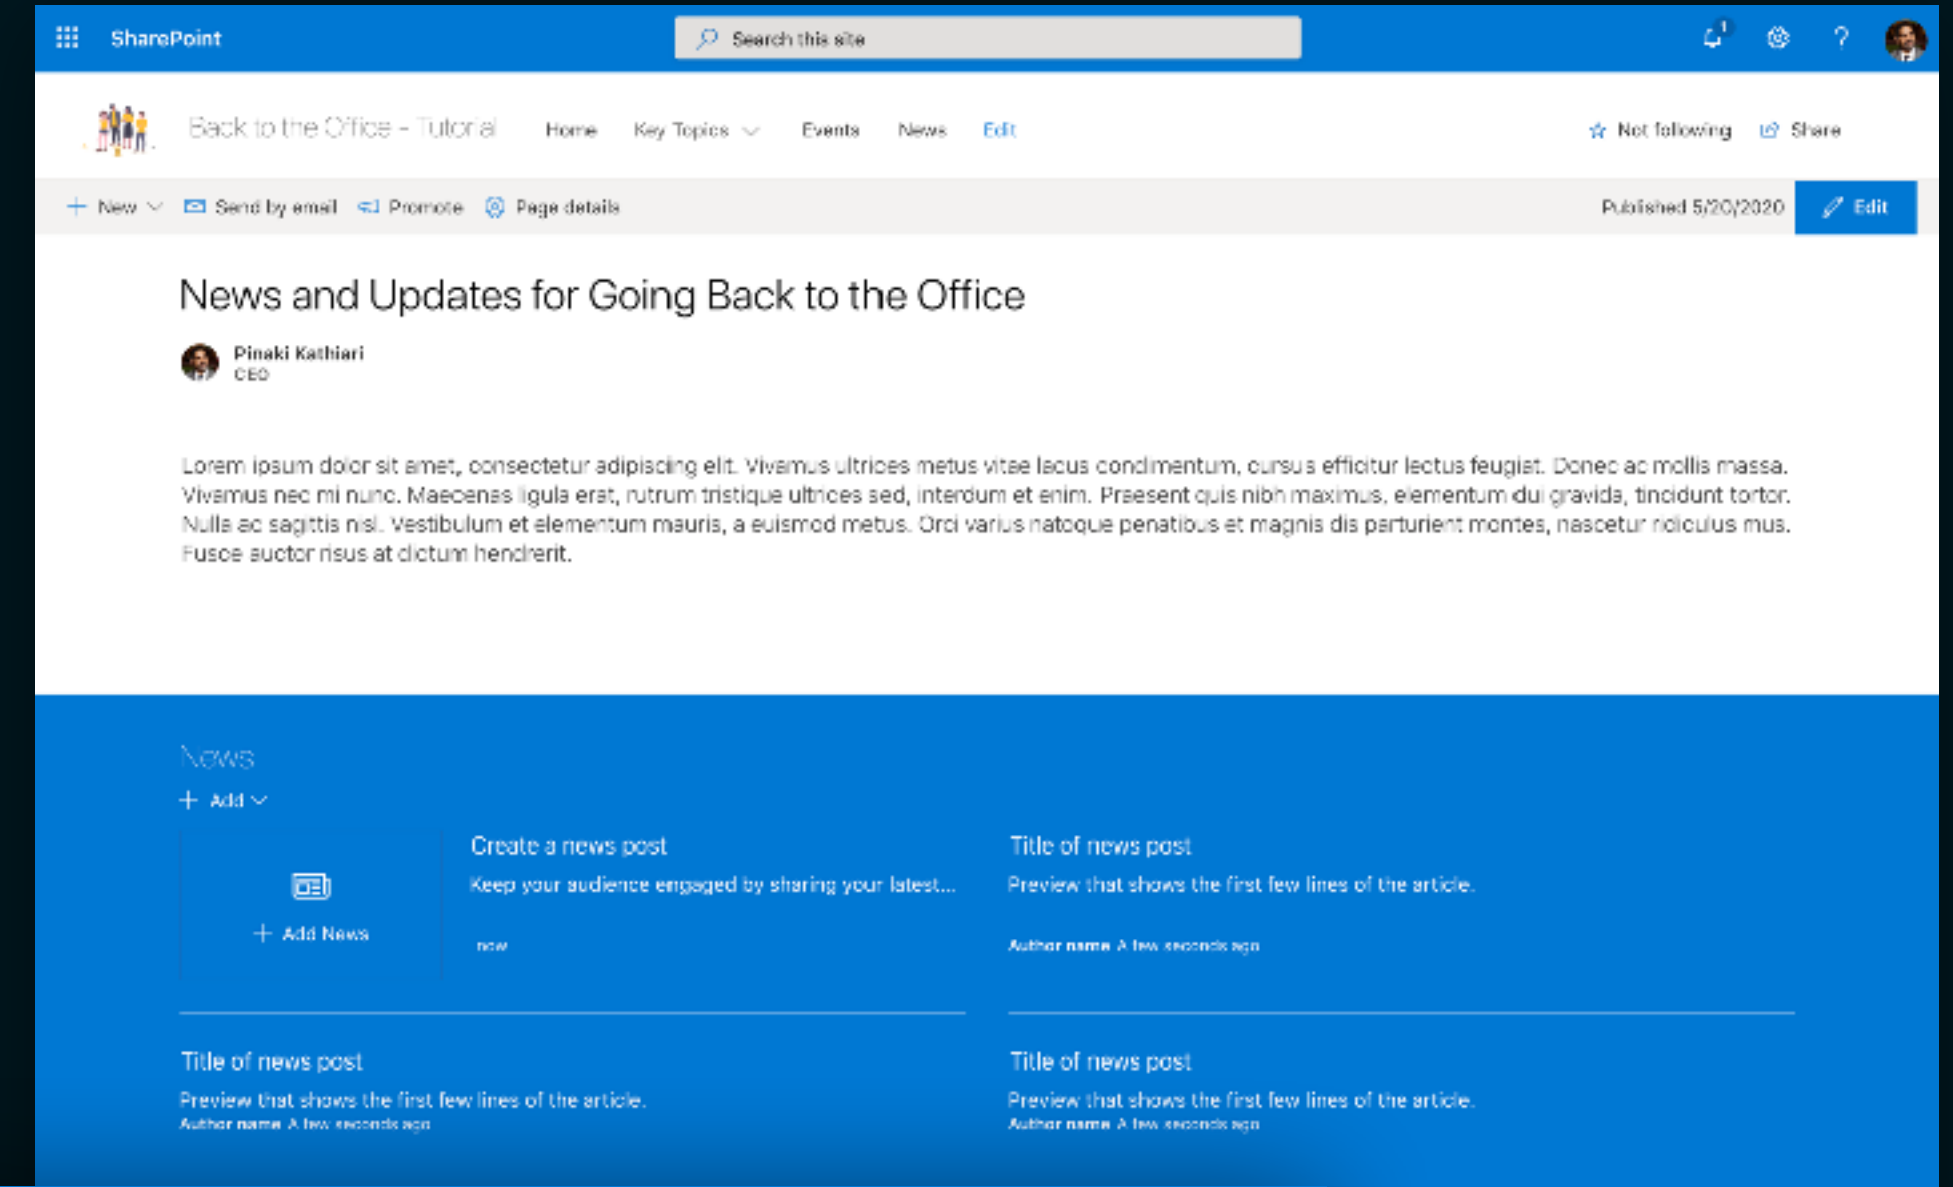 SharePoint
Search this site
1
?
Back to the Office - Tutorial Home Key Topics Events News Edit
Not following Share
New Send by email Promote Page details
Published 5/20/2020 Edit
News and Updates for Going Back to the Office
Pinaki Kathiari
CEO
Lorem ipsum dolor sit amet, consectetur adipiscing elit. Vivamus ultrices metus vitae lacus condimentum, cursus efficitur lectus feugiat. Donec ac mollis massa.
Vivamus nec mi nunc. Maecenas ligula erat, rutrum tristique ultrices sed, interdum et enim. Praesent quis nibh maximus, elementum dui gravida, tincidunt tortor.
Nulla ac sagittis nisl. Vestibulum et elementum mauris, a euismod metus. Orci varius natoque penatibus et magnis dis parturient montes, nascetur ridiculus mus.
Fusce auctor risus at dictum hendrerit.
News
+ Add
+ Add News
Create a news post
Keep your audience engaged by sharing your latest...
now
Title of news post
Preview that shows the first few lines of the article.
Author name A few seconds ago
Title of news post
Preview that shows the first few lines of the article.
Author name A few seconds ago
Title of news post
Preview that shows the first few lines of the article.
Author name A few seconds ago